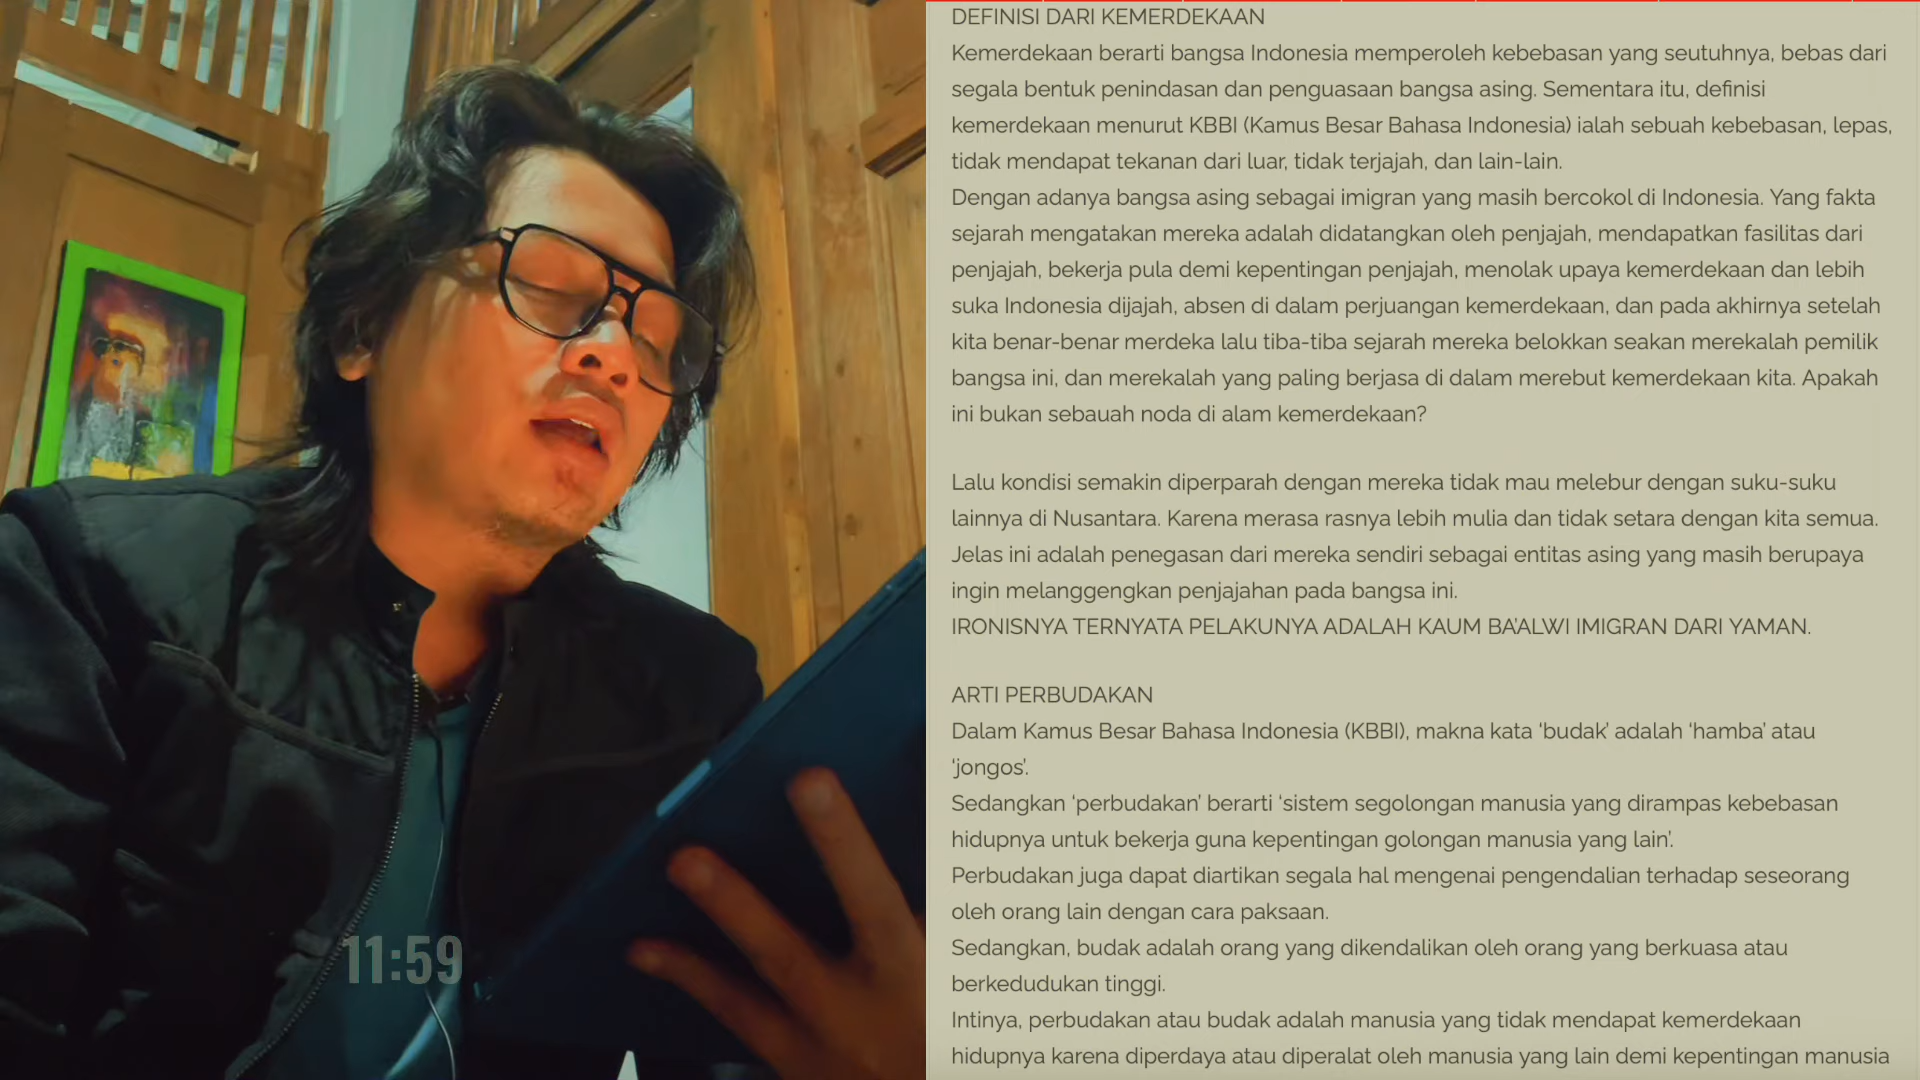 DEFINISI DARI KEMERDEKAAN
Kemerdekaan berarti bangsa Indonesia memperoleh kebebasan yang seutuhnya, bebas dari
segala bentuk penindasan dan penguasaan bangsa asing. Sementara itu, definisi
kemerdekaan menurut KBBI (Kamus Besar Bahasa Indonesia) ialah sebuah kebebasan, lepas,
tidak mendapat tekanan dari luar, tidak terjajah, dan lain-lain.
Dengan adanya bangsa asing sebagai imigran yang masih bercokol di Indonesia. Yang fakta
sejarah mengatakan mereka adalah didatangkan oleh penjajah, mendapatkan fasilitas dari
penjajah, bekerja pula demi kepentingan penjajah, menolak upaya kemerdekaan dan lebih
suka Indonesia dijajah, absen di dalam perjuangan kemerdekaan, dan pada akhirnya setelah
kita benar-benar merdeka lalu tiba-tiba sejarah mereka belokkan seakan merekalah pemilik
bangsa ini, dan merekalah yang paling berjasa di dalam merebut kemerdekaan kita. Apakah
ini bukan sebauah noda di alam kemerdekaan?
Lalu kondisi semakin diperparah dengan mereka tidak mau melebur dengan suku-suku
lainnya di Nusantara. Karena merasa rasnya lebih mulia dan tidak setara dengan kita semua.
Jelas ini adalah penegasan dari mereka sendiri sebagai entitas asing yang masih berupaya
ingin melanggengkan penjajahan pada bangsa ini.
IRONISNYA TERNYATA PELAKUNYA ADALAH KAUM BA'ALWI IMIGRAN DARI YAMAN.
ARTI PERBUDAKAN
Dalam Kamus Besar Bahasa Indonesia (KBBI), makna kata ‘budak’ adalah ‘hamba’ atau
‘jongos’.
Sedangkan ‘perbudakan’ berarti ‘sistem segolongan manusia yang dirampas kebebasan
hidupnya untuk bekerja guna kepentingan golongan manusia yang lain’.
Perbudakan juga dapat diartikan segala hal mengenai pengendalian terhadap seseorang
oleh orang lain dengan cara paksaan.
Sedangkan, budak adalah orang yang dikendalikan oleh orang yang berkuasa atau
berkedudukan tinggi.
Intinya, perbudakan atau budak adalah manusia yang tidak mendapat kemerdekaan
hidupnya karena diperdaya atau diperalat oleh manusia yang lain demi kepentingan manusia
11:59